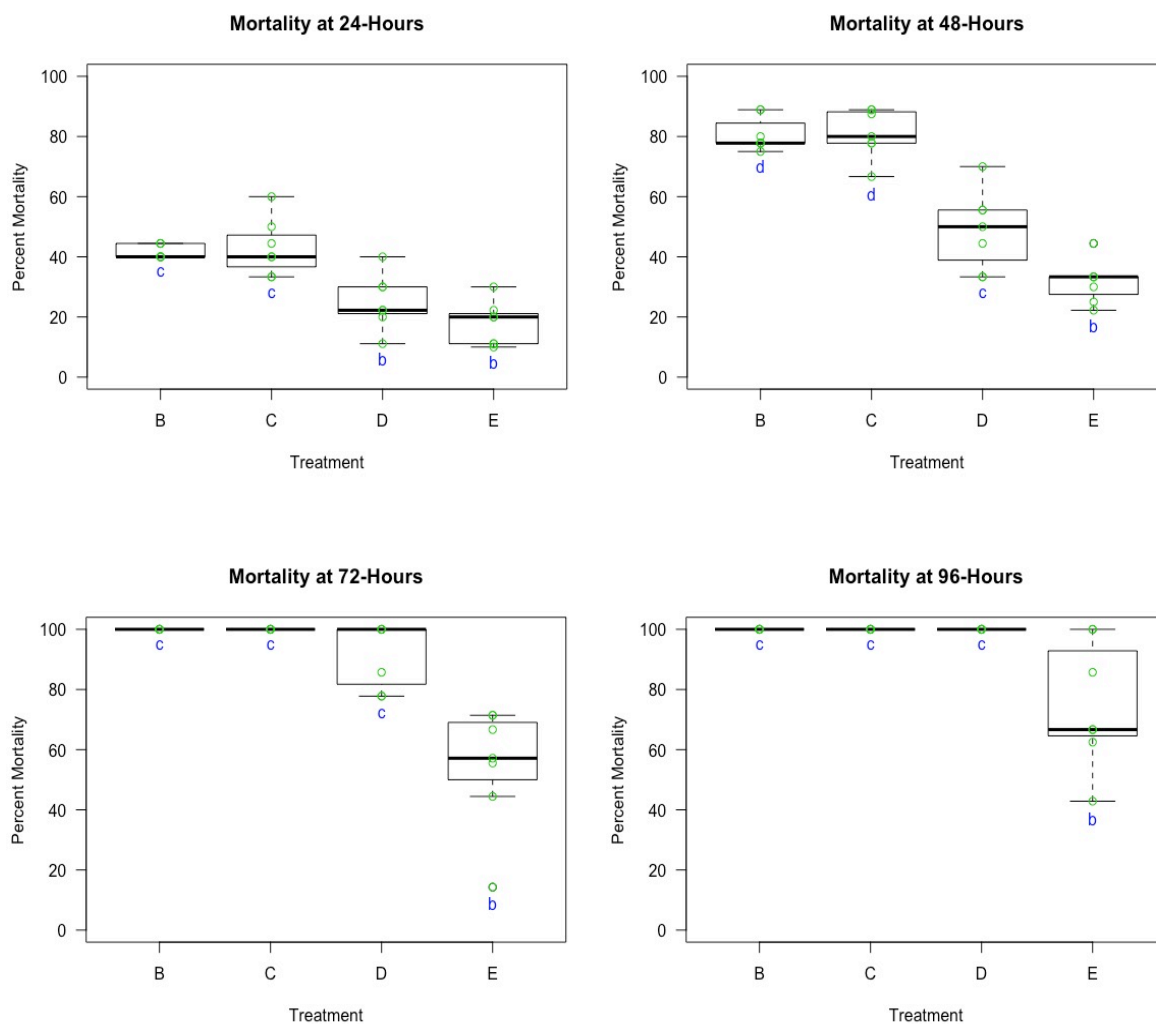 Mortality at 24-Hours
Percent Mortality
100
80
60
40
20
0
c
c
b
b
B C D E
Treatment
Mortality at 48-Hours
Percent Mortality
100
80
60
40
20
0
d
d
c
b
B C D E
Treatment
Mortality at 72-Hours
Percent Mortality
100
80
60
40
20
0
c
c
c
b
B C D E
Treatment
Mortality at 96-Hours
Percent Mortality
100
80
60
40
20
0
c
c
c
b
B C D E
Treatment